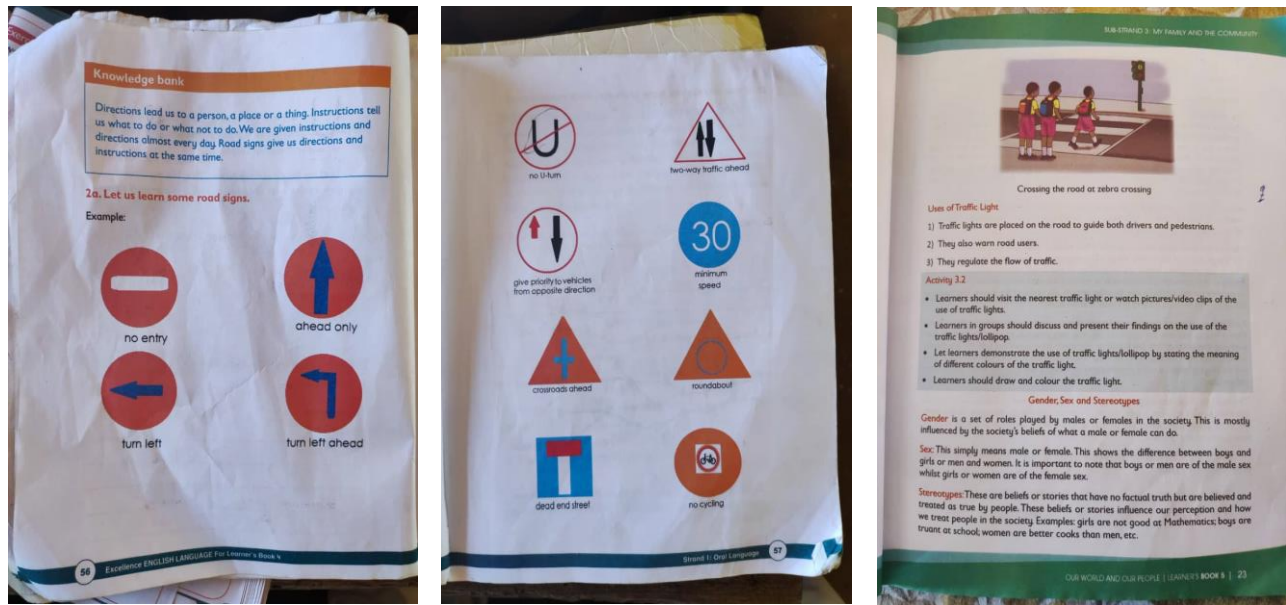 Knowledge bank
Directions lead us to a person, a place or a thing. Instructions tell
us what to do or what not to do. We are given instructions and
directions almost every day. Road signs give us directions and
instructions at the same time.
2a. Let us learn some road signs.
Example:
no entry
ahead only
turn left
turn left ahead
56
Excellence ENGLISH LANGUAGE For Learner's Book 4
no U-turn
two-way traffic ahead
30
give priority to vehicles
from opposite direction
minimum
speed
crossroads ahead
roundabout
dead end street
no cycling
Strand 1: Oral Language
57
SUB-STRAND 2: MY FAMILY AND THE COMMUNITY
Crossing the road at zebra crossing
Uses of Traffic Light
1) Traffic lights are placed on the road to guide both drivers and pedestrians.
2) They also warn road users.
3) They regulate the flow of traffic.
Activity 3.2
• Learners should visit the nearest traffic light or watch pictures/video clips of the
use of traffic lights.
• Learners in groups should discuss and present their findings on the use of the
traffic lights/lollipop.
• Let learners demonstrate the use of traffic lights/lollipop by stating the meaning
of different colours of the traffic light.
• Learners should draw and colour the traffic light.
Gender, Sex and Stereotypes
Gender is a set of roles played by males or females in the society. This is mostly
influenced by the society's beliefs of what a male or female can do.
Sex: This simply means male or female. This shows the difference between boys and
girls or men and women. It is important to note that boys or men are of the male sex
whilst girls or women are of the female sex.
Stereotypes: These are beliefs or stories that have no factual truth but are believed and
treated as true by people. These beliefs or stories influence our perception and how
we treat people in the society. Examples: girls are not good at Mathematics; boys are
truant at school; women are better cooks than men, etc.
OUR WORLD AND OUR PEOPLE | LEARNER'S BOOK 5 | 23